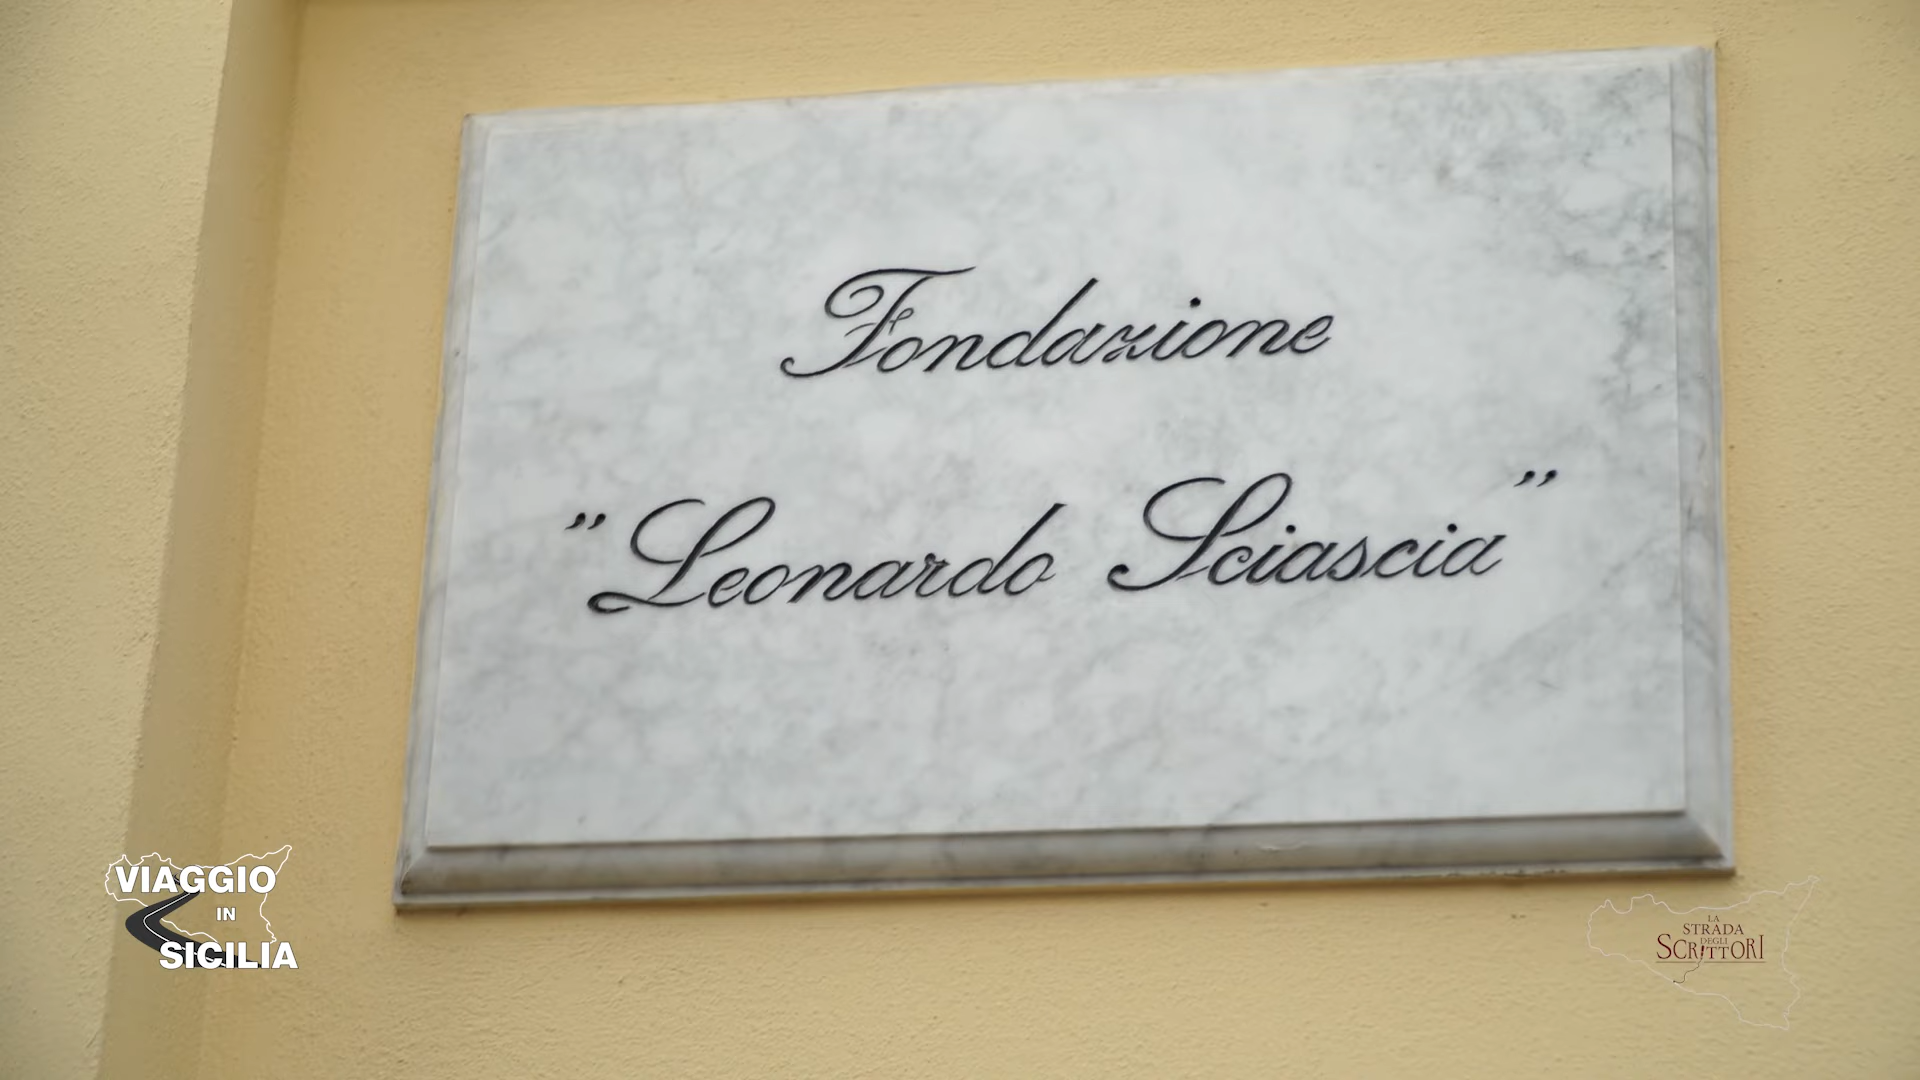 Fondazione
”Leonardo Sciascia”
VIAGGIO
IN
SICILIA
LA
STRADA
DEGLI
SCRITTORI